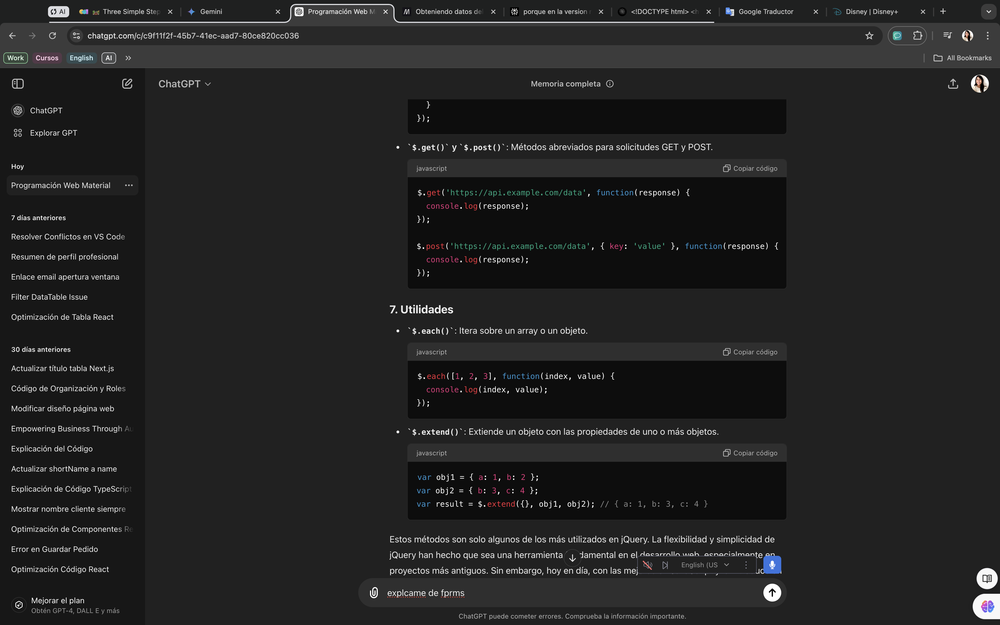 AI
Three Simple Step
Gemini
Programación Web M
Obteniendo datos del
porque en la version r
<!DOCTYPE html> <h
Google Traductor
Disney | Disney+
chatgpt.com/c/c9f11f2f-45b7-41ec-aad7-80ce820cc036
Work
Cursos
English
AI
All Bookmarks
ChatGPT
Explorar GPT
Hoy
Programación Web Material
7 días anteriores
Resolver Conflictos en VS Code
Resumen de perfil profesional
Enlace email apertura ventana
Filter DataTable Issue
Optimización de Tabla React
30 días anteriores
Actualizar título tabla Next.js
Código de Organización y Roles
Modificar diseño página web
Empowering Business Through Au
Explicación del Código
Actualizar shortName a name
Explicación de Código TypeScript
Mostrar nombre cliente siempre
Optimización de Componentes Re
Error en Guardar Pedido
Optimización Código React
Mejorar el plan
Obtén GPT-4, DALL E y más
ChatGPT
Memoria completa
}
});
• `$.get()` y `$.post()`: Métodos abreviados para solicitudes GET y POST.
javascript
Copiar código
$.get('https://api.example.com/data', function(response) {
console.log(response);
});
$.post('https://api.example.com/data', { key: 'value' }, function(response) {
console.log(response);
});
7. Utilidades
• `$.each()`: Itera sobre un array o un objeto.
javascript
Copiar código
$.each([1, 2, 3], function(index, value) {
console.log(index, value);
});
• `$.extend()`: Extiende un objeto con las propiedades de uno o más objetos.
javascript
Copiar código
var obj1 = { a: 1, b: 2 };
var obj2 = { b: 3, c: 4 };
var result = $.extend({}, obj1, obj2); // { a: 1, b: 3, c: 4 }
Estos métodos son solo algunos de los más utilizados en jQuery. La flexibilidad y simplicidad de
jQuery han hecho que sea una herramienta damental en el desarrollo web, especialmente en
proyectos más antiguos. Sin embargo, hoy en día, con las mej
English (US
explcame de fprms
ChatGPT puede cometer errores. Comprueba la información importante.